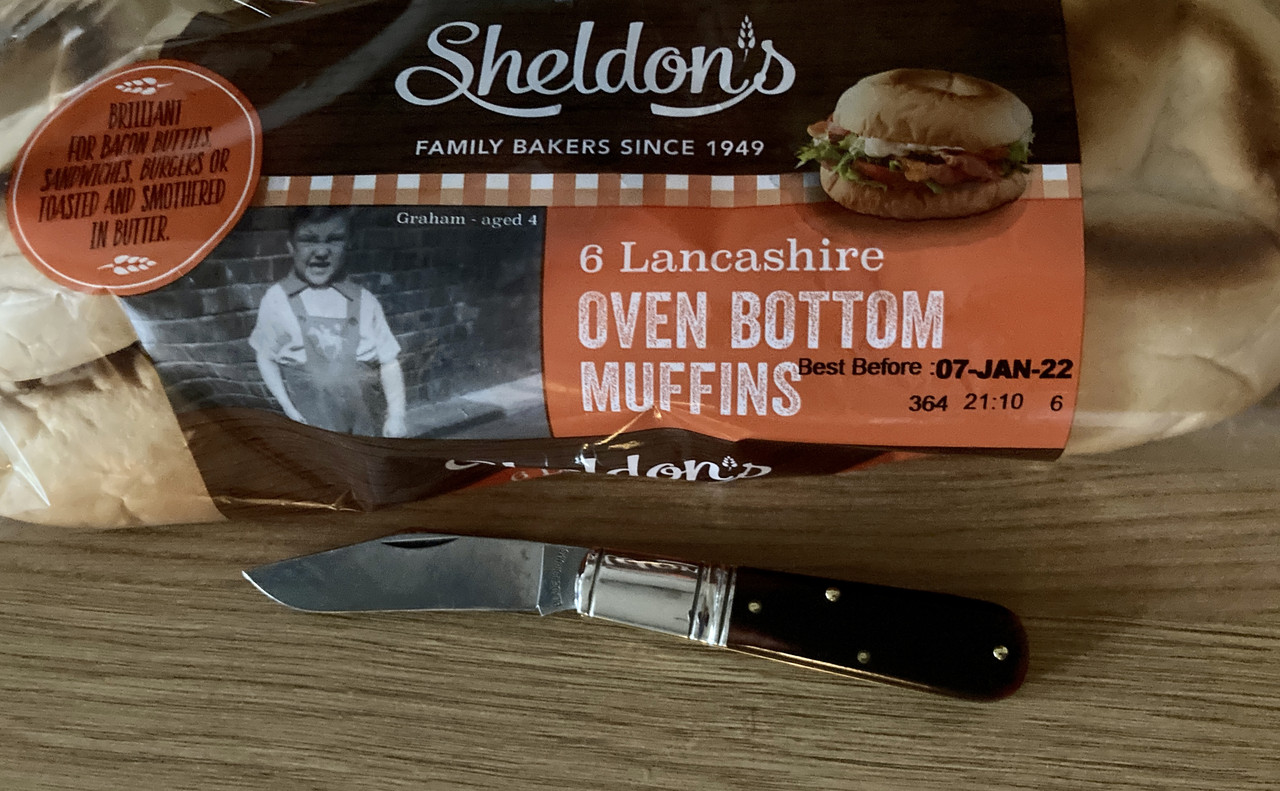 Sheldon's
FAMILY BAKERS SINCE 1949
BRILLIANT
FOR BACON BUTTIES,
SANDWICHES, BURGERS OR
TOASTED AND SMOTHERED
IN BUTTER.
Graham - aged 4
6 Lancashire
OVEN BOTTOM
MUFFINS
Best Before :07-JAN-22
364 21:10 6
Sheldon's